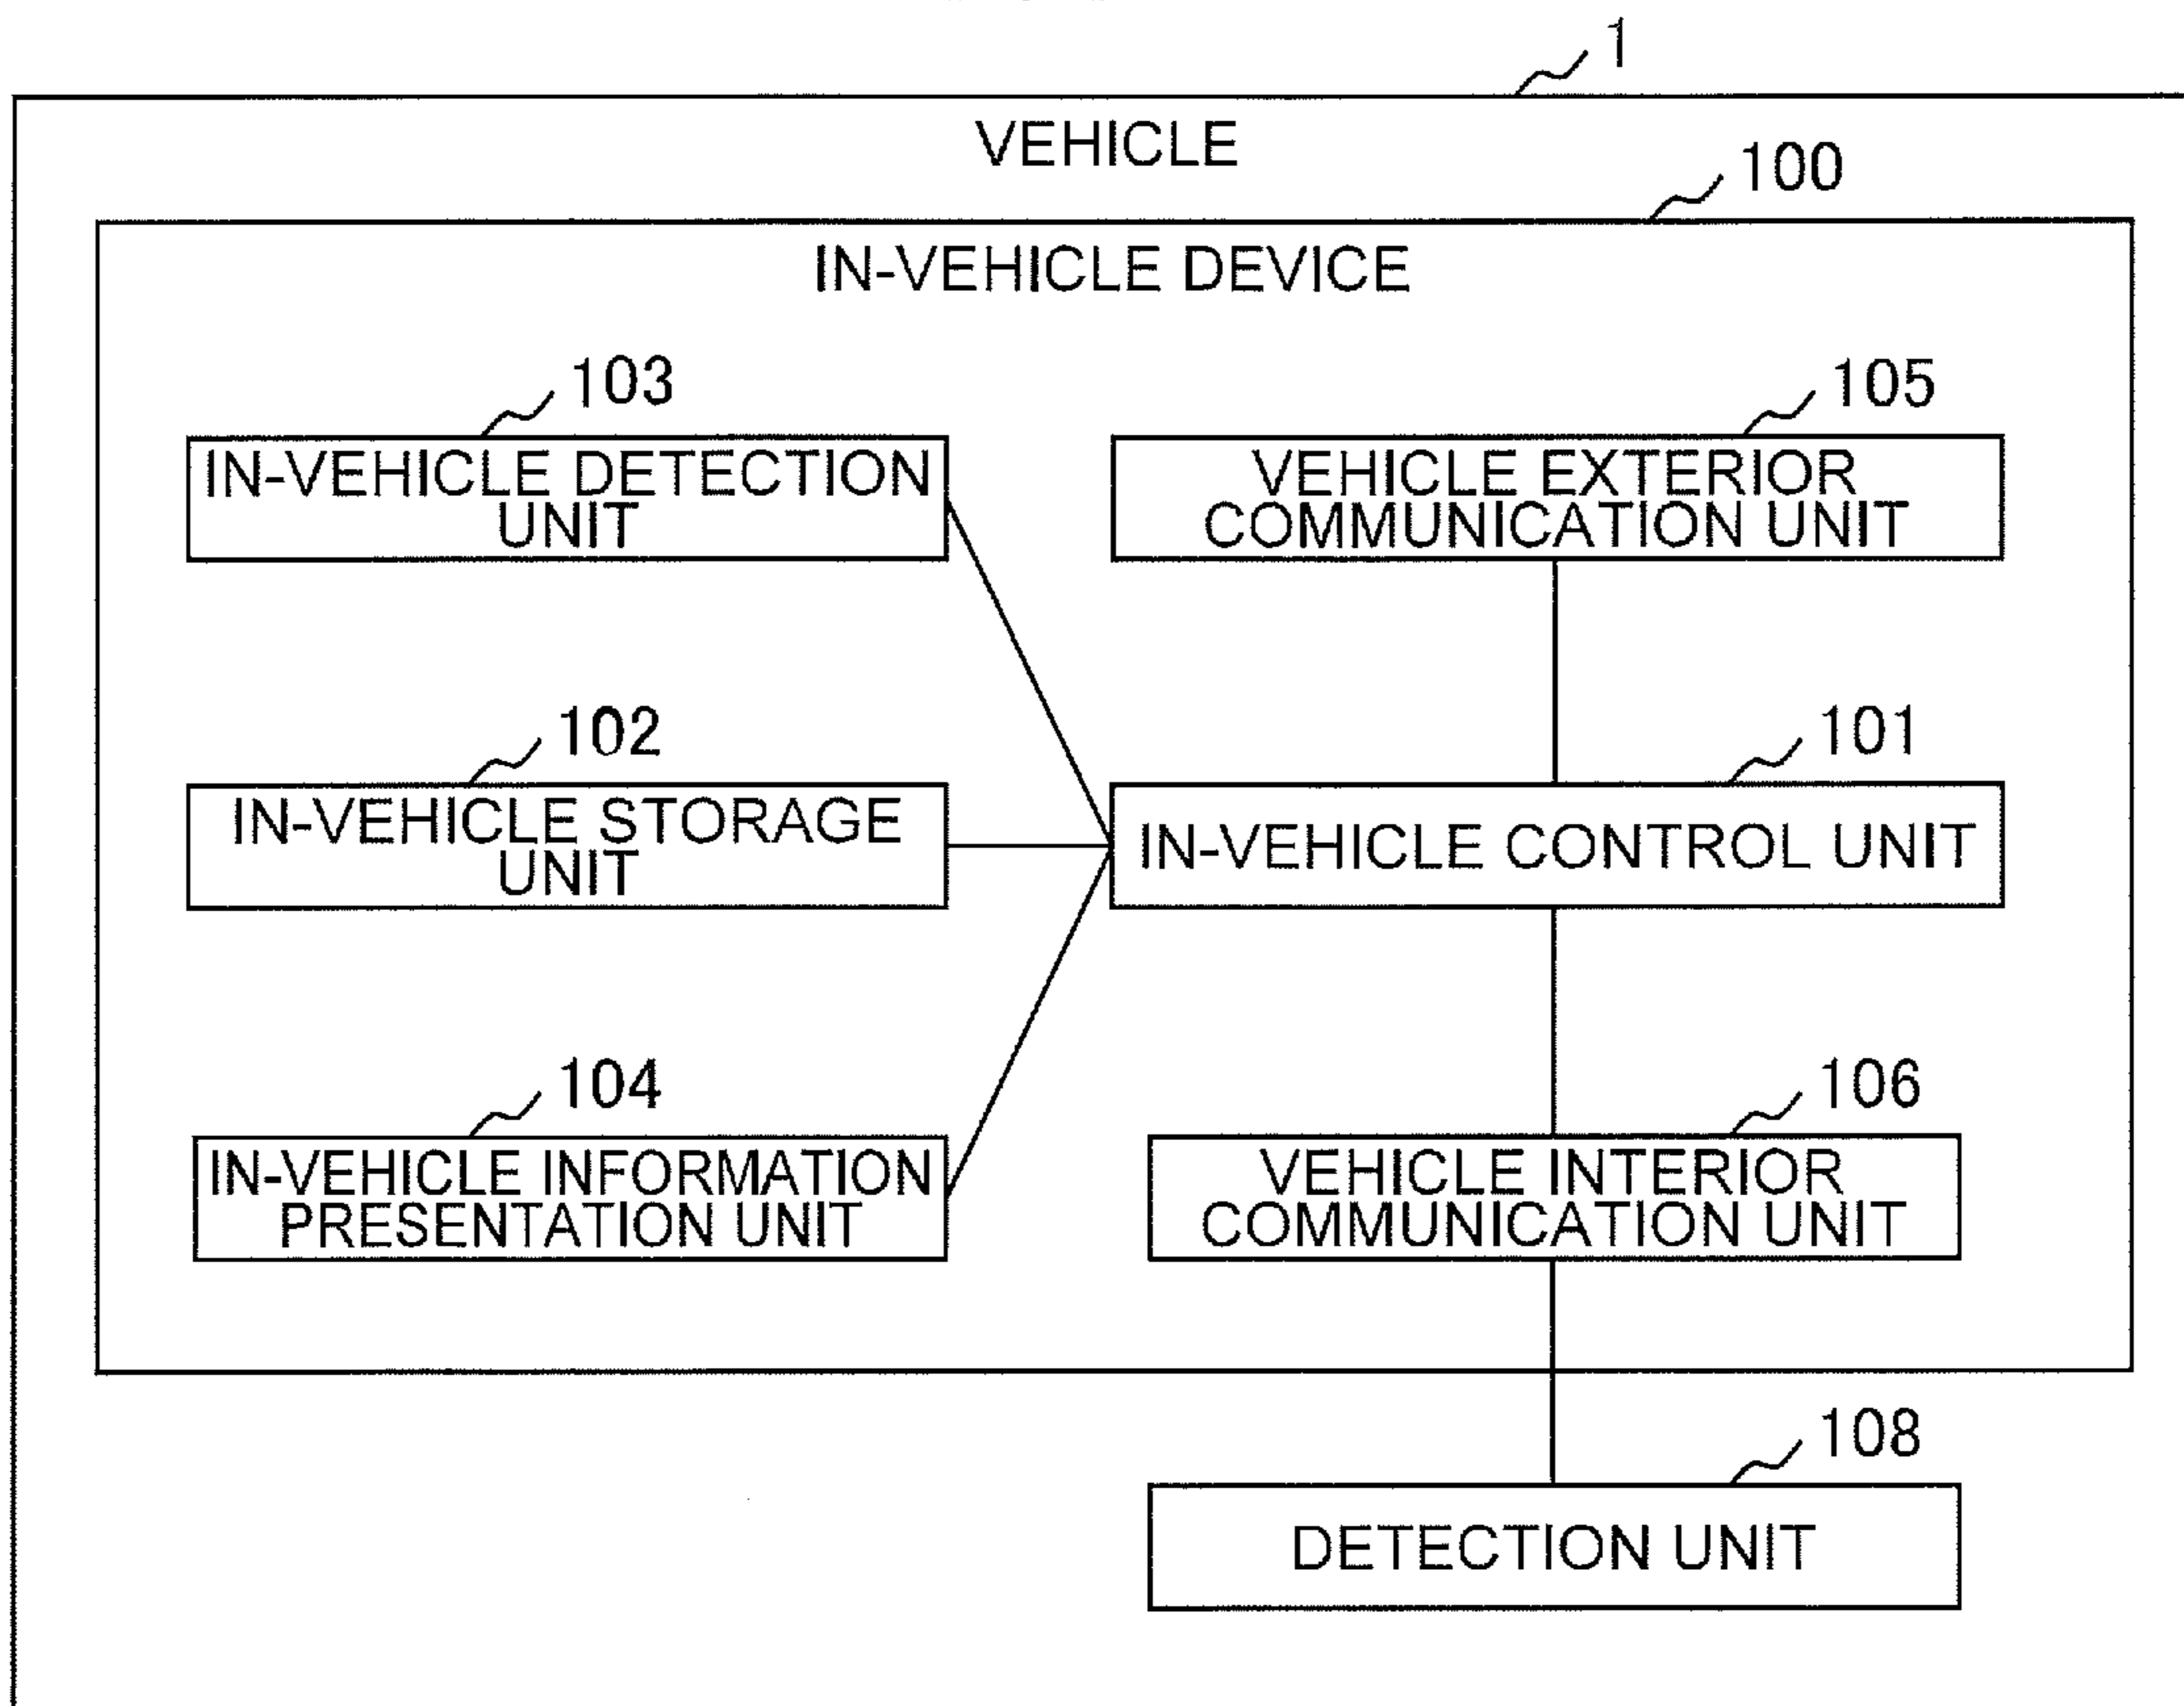 1
VEHICLE
100
IN-VEHICLE DEVICE
103
105
IN-VEHICLE DETECTION
UNIT
VEHICLE EXTERIOR
COMMUNICATION UNIT
102
101
IN-VEHICLE STORAGE
UNIT
IN-VEHICLE CONTROL UNIT
104
106
IN-VEHICLE INFORMATION
PRESENTATION UNIT
VEHICLE INTERIOR
COMMUNICATION UNIT
108
DETECTION UNIT